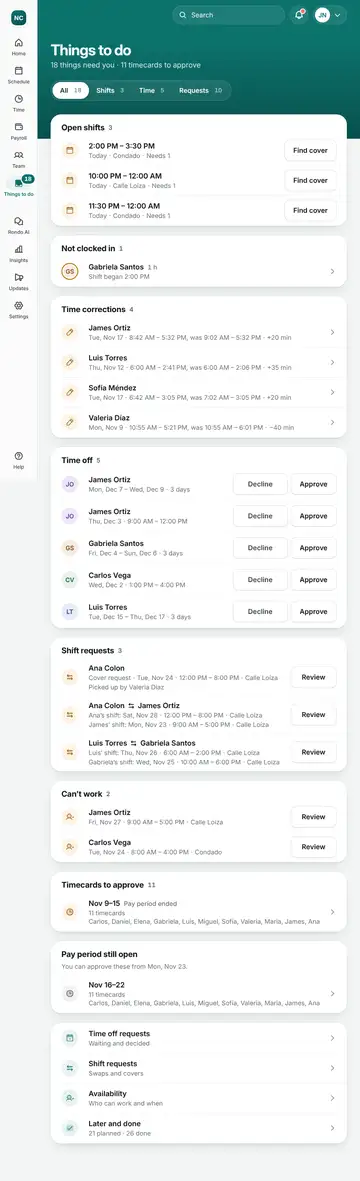 NC
Search
JN
Home
Schedule
Time
Payroll
Team
18
Things to do
Rondo AI
Insights
Updates
Settings
Help
Things to do
18 things need you · 11 timecards to approve
All 18
Shifts 3
Time 5
Requests 10
Open shifts 3
2:00 PM – 3:30 PM
Today · Condado · Needs 1
Find cover
10:00 PM – 12:00 AM
Today · Calle Loiza · Needs 1
Find cover
11:30 PM – 12:00 AM
Today · Condado · Needs 1
Find cover
Not clocked in 1
GS
Gabriela Santos 1 h
Shift began 2:00 PM
Time corrections 4
James Ortiz
Tue, Nov 17 · 8:42 AM – 5:32 PM, was 9:02 AM – 5:32 PM · +20 min
Luis Torres
Thu, Nov 12 · 6:00 AM – 2:41 PM, was 6:00 AM – 2:06 PM · +35 min
Sofía Méndez
Tue, Nov 17 · 6:42 AM – 3:05 PM, was 7:02 AM – 3:05 PM · +20 min
Valeria Díaz
Mon, Nov 9 · 10:55 AM – 5:21 PM, was 10:55 AM – 6:01 PM · −40 min
Time off 5
JO
James Ortiz
Mon, Dec 7 – Wed, Dec 9 · 3 days
Decline
Approve
JO
James Ortiz
Thu, Dec 3 · 9:00 AM – 12:00 PM
Decline
Approve
GS
Gabriela Santos
Fri, Dec 4 – Sun, Dec 6 · 3 days
Decline
Approve
CV
Carlos Vega
Wed, Dec 2 · 1:00 PM – 4:00 PM
Decline
Approve
LT
Luis Torres
Tue, Dec 15 – Thu, Dec 17 · 3 days
Decline
Approve
Shift requests 3
Ana Colon
Cover request · Tue, Nov 24 · 12:00 PM – 8:00 PM · Calle Loiza
Picked up by Valeria Díaz
Review
Ana Colon ⇆ James Ortiz
Ana's shift: Sat, Nov 28 · 12:00 PM – 8:00 PM · Calle Loiza
James' shift: Mon, Nov 23 · 9:00 AM – 5:00 PM · Calle Loiza
Review
Luis Torres ⇆ Gabriela Santos
Luis' shift: Thu, Nov 26 · 6:00 AM – 2:00 PM · Calle Loiza
Gabriela's shift: Wed, Nov 25 · 10:00 AM – 6:00 PM · Calle Loiza
Review
Can't work 2
James Ortiz
Fri, Nov 27 · 9:00 AM – 5:00 PM · Calle Loiza
Review
Carlos Vega
Tue, Nov 24 · 8:00 AM – 4:00 PM · Condado
Review
Timecards to approve 11
Nov 9–15 Pay period ended
11 timecards
Carlos, Daniel, Elena, Gabriela, Luis, Miguel, Sofía, Valeria, María, James, Ana
Pay period still open
You can approve these from Mon, Nov 23.
Nov 16–22
11 timecards
Carlos, Daniel, Elena, Gabriela, Luis, Miguel, Sofía, Valeria, María, James, Ana
Time off requests
Waiting and decided
Shift requests
Swaps and covers
Availability
Who can work and when
Later and done
21 planned · 26 done